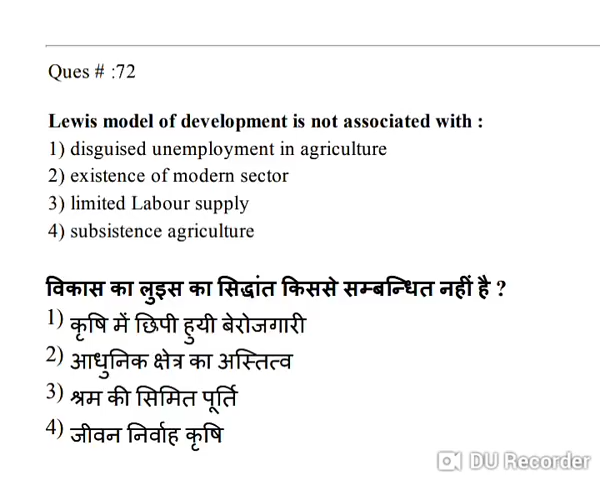 Ques # :72
Lewis model of development is not associated with :
1) disguised unemployment in agriculture
2) existence of modern sector
3) limited Labour supply
4) subsistence agriculture
विकास का लुइस का सिद्धांत किससे सम्बन्धित नहीं है ?
1) कृषि में छिपी हुयी बेरोजगारी
2) आधुनिक क्षेत्र का अस्तित्व
3) श्रम की सिमित पूर्ति
4) जीवन निर्वाह कृषि
DU Recorder